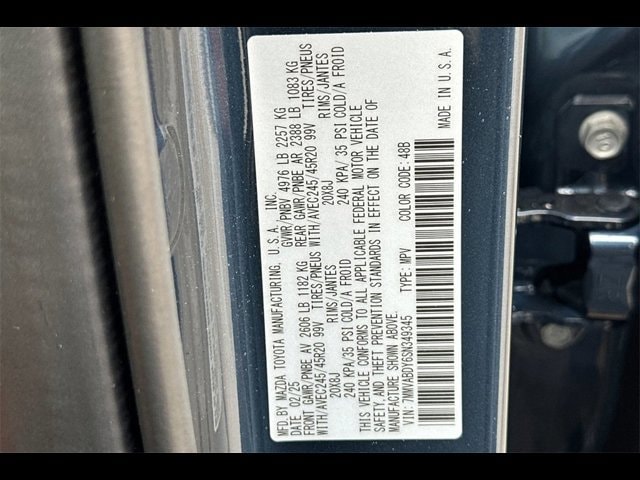 MFD.BY MAZDA TOYOTA MANUFACTURING, U.S.A., INC.
DATE 02/25 GVWR/PNBV 4976 LB 2257 KG
FRONT GAWR/PNBE AV 2606 LB 1182 KG REAR GAWR/PNBE AR 2388 LB 1083 KG
WITH/AVEC245/45R20 99V TIRES/PNEUS WITH/AVEC245/45R20 99V TIRES/PNEUS
20X8J RIMS/JANTES 20X8J RIMS/JANTES
240 KPA/35 PSI COLD/A FROID 240 KPA/ 35 PSI COLD/A FROID
THIS VEHICLE CONFORMS TO ALL APPLICABLE FEDERAL MOTOR VEHICLE
SAFETY,AND THEFT PREVENTION STANDARDS IN EFFECT ON THE DATE OF
MANUFACTURE SHOWN ABOVE.
VIN:7MMVABDY6SN349345 TYPE:MPV COLOR CODE:48B
MADE IN U.S.A.